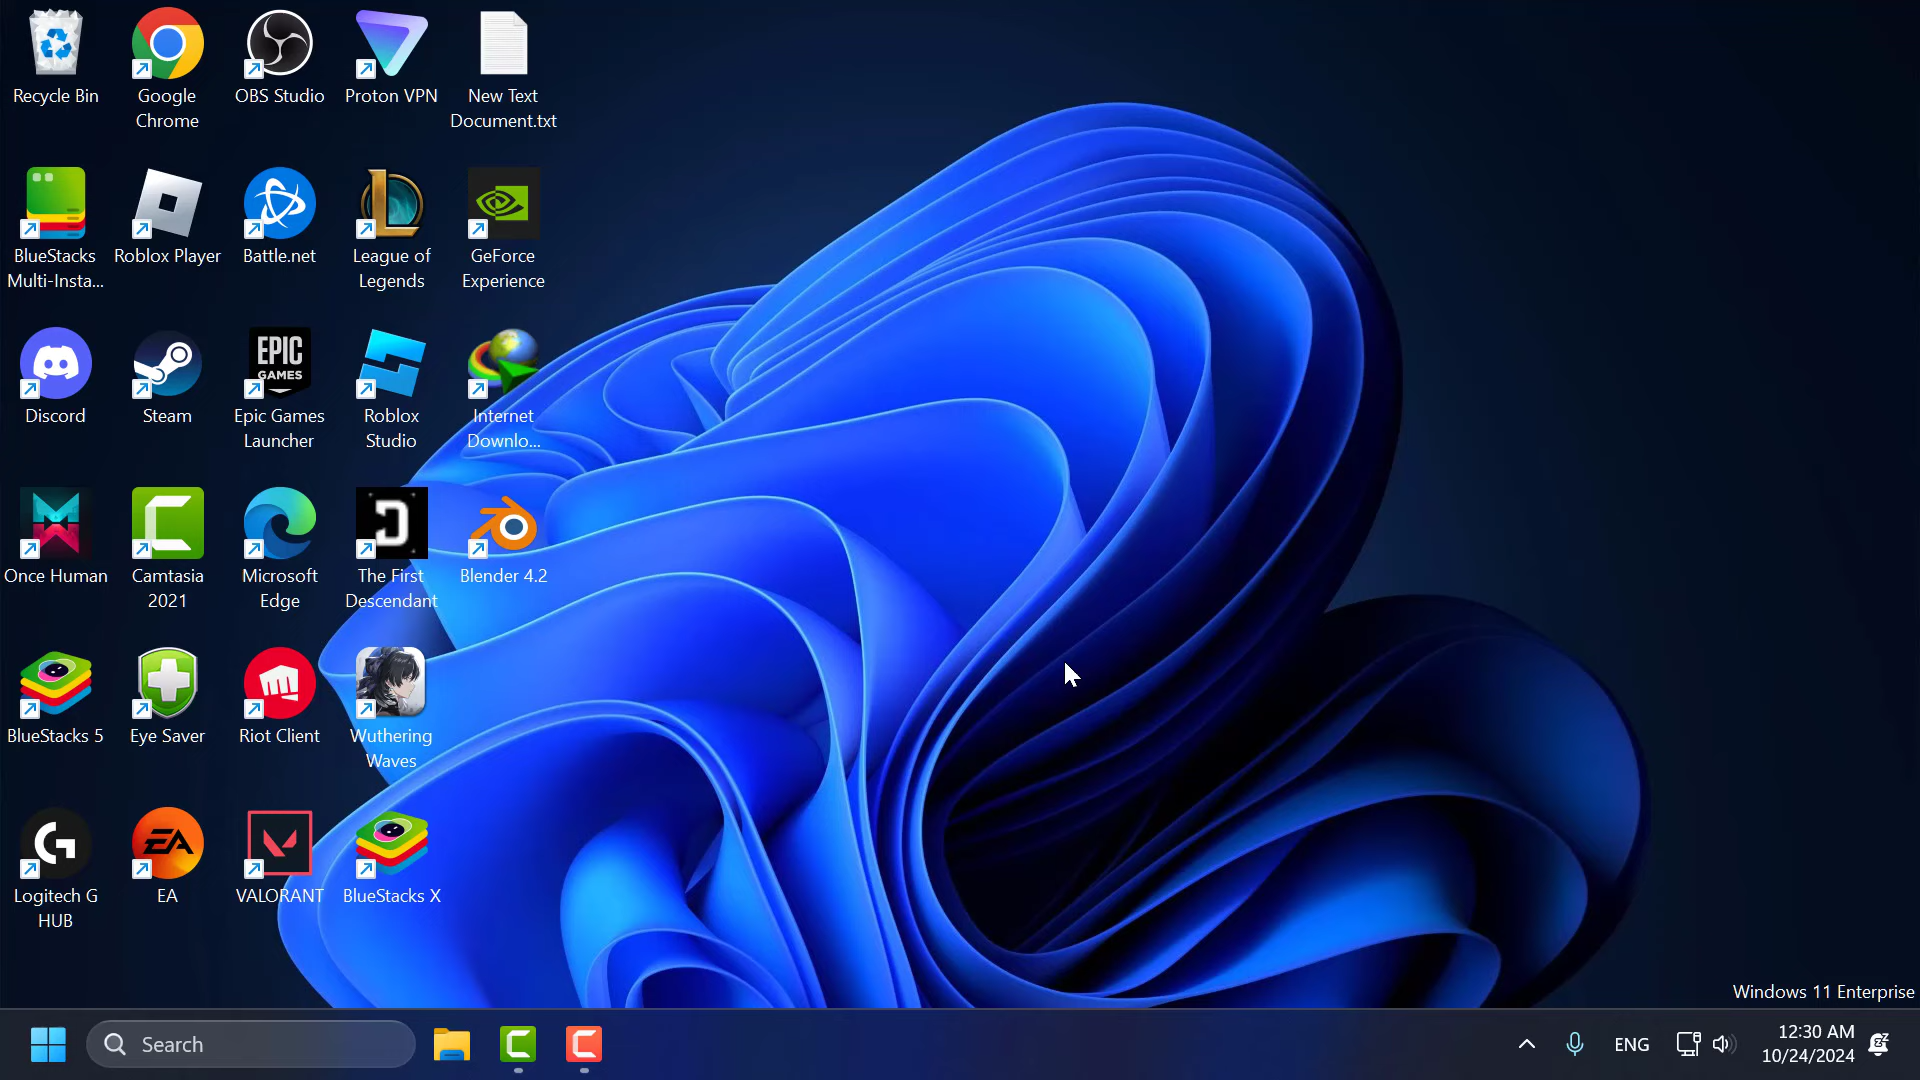 Recycle Bin
Google
Chrome
OBS Studio
Proton VPN
New Text
Document.txt
BlueStacks
Multi-Insta...
Roblox Player
Battle.net
League of
Legends
GeForce
Experience
EPIC
GAMES
Discord
Steam
Epic Games
Launcher
Roblox
Studio
Internet
Downlo...
Once Human
Camtasia
2021
Microsoft
Edge
The First
Descendant
Blender 4.2
BlueStacks 5
Eye Saver
Riot Client
Wuthering
Waves
EA
Logitech G
HUB
EA
VALORANT
BlueStacks X
Windows 11 Enterprise
Search
ENG
12:30 AM
10/24/2024